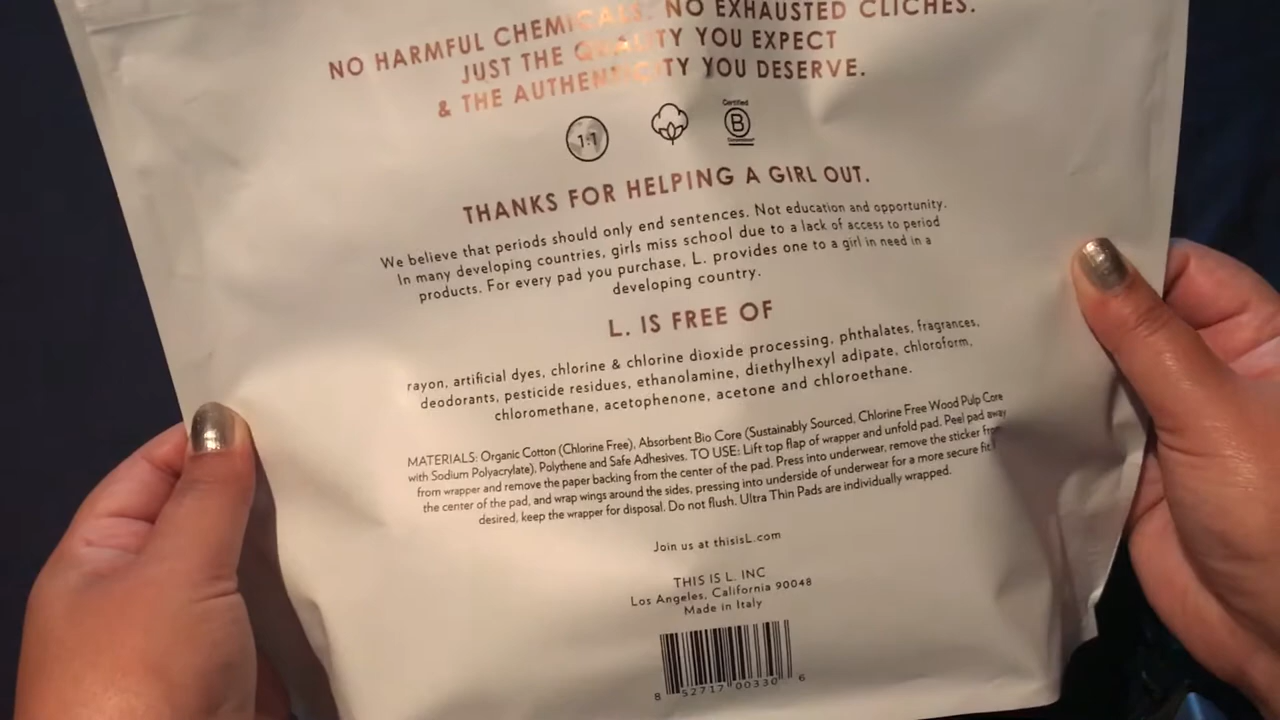 NO HARMFUL CHEMICALS. NO EXHAUSTED CLICHES.
JUST THE QUALITY YOU EXPECT
& THE AUTHENTICITY YOU DESERVE.
1:1
Certified
B
Corporation
THANKS FOR HELPING A GIRL OUT.
We believe that periods should only end sentences. Not education and opportunity.
In many developing countries, girls miss school due to a lack of access to period
products. For every pad you purchase, L. provides one to a girl in need in a
developing country.
L. IS FREE OF
rayon, artificial dyes, chlorine & chlorine dioxide processing, phthalates, fragrances,
deodorants, pesticide residues, ethanolamine, diethylhexyl adipate, chloroform,
chloromethane, acetophenone, acetone and chloroethane.
MATERIALS: Organic Cotton (Chlorine Free), Absorbent Bio Core (Sustainably Sourced, Chlorine Free Wood Pulp Core
with Sodium Polyacrylate), Polythene and Safe Adhesives. TO USE: Lift top flap of wrapper and unfold pad. Peel pad away
from wrapper and remove the paper backing from the center of the pad. Press into underwear, remove the sticker from
the center of the pad, and wrap wings around the sides, pressing into underside of underwear for a more secure fit. I
desired, keep the wrapper for disposal. Do not flush. Ultra Thin Pads are individually wrapped.
Join us at thisisL.com
THIS IS L. INC
Los Angeles, California 90048
Made in Italy
8 52717 00330 6